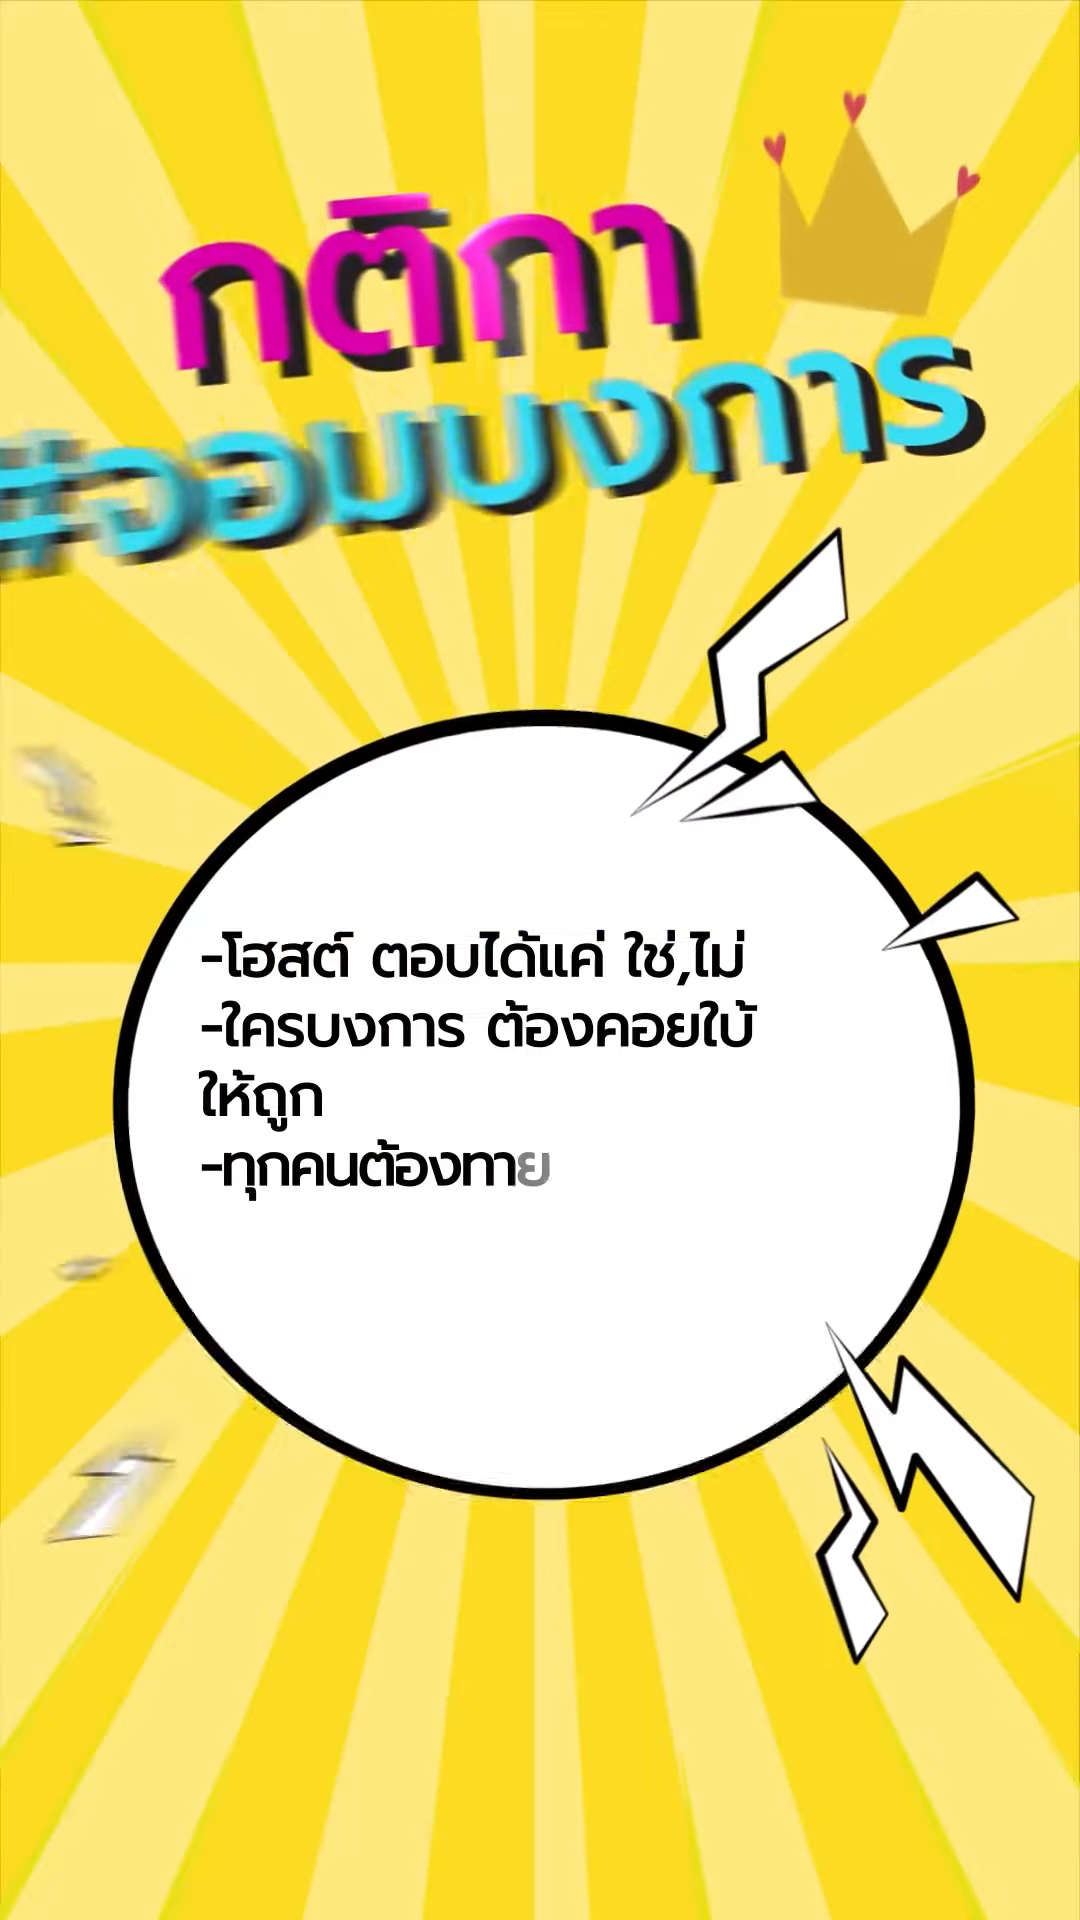 กติกา
#จอมบงการ
-โฮสต์ ตอบได้แค่ ใช่,ไม่
-ใครบงการ ต้องคอยใบ้
ให้ถูก
-ทุกคนต้องทาย